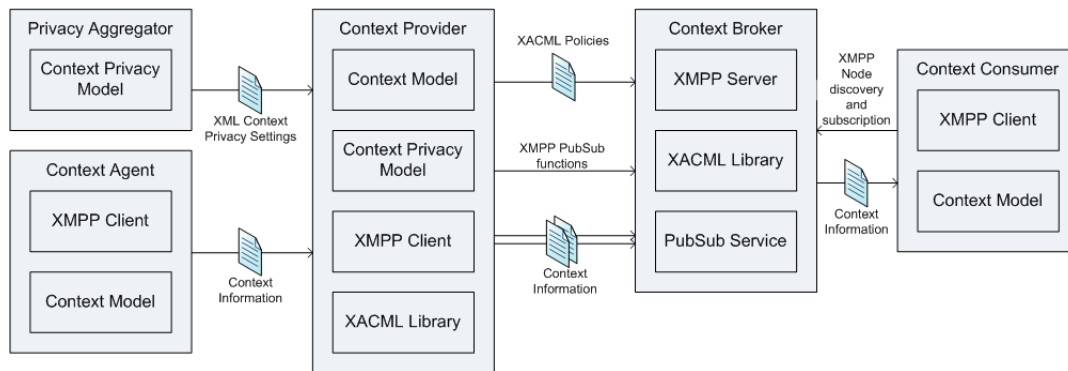 Privacy Aggregator
Context Privacy
Model
XML Context
Privacy Settings
Context Agent
XMPP Client
Context Model
Context
Information
Context Provider
Context Model
Context Privacy
Model
XMPP Client
XACML Library
XACML Policies
XMPP PubSub
functions
Context
Information
Context Broker
XMPP Server
XACML Library
PubSub Service
XMPP
Node
discovery
and
subscription
Context
Information
Context Consumer
XMPP Client
Context Model